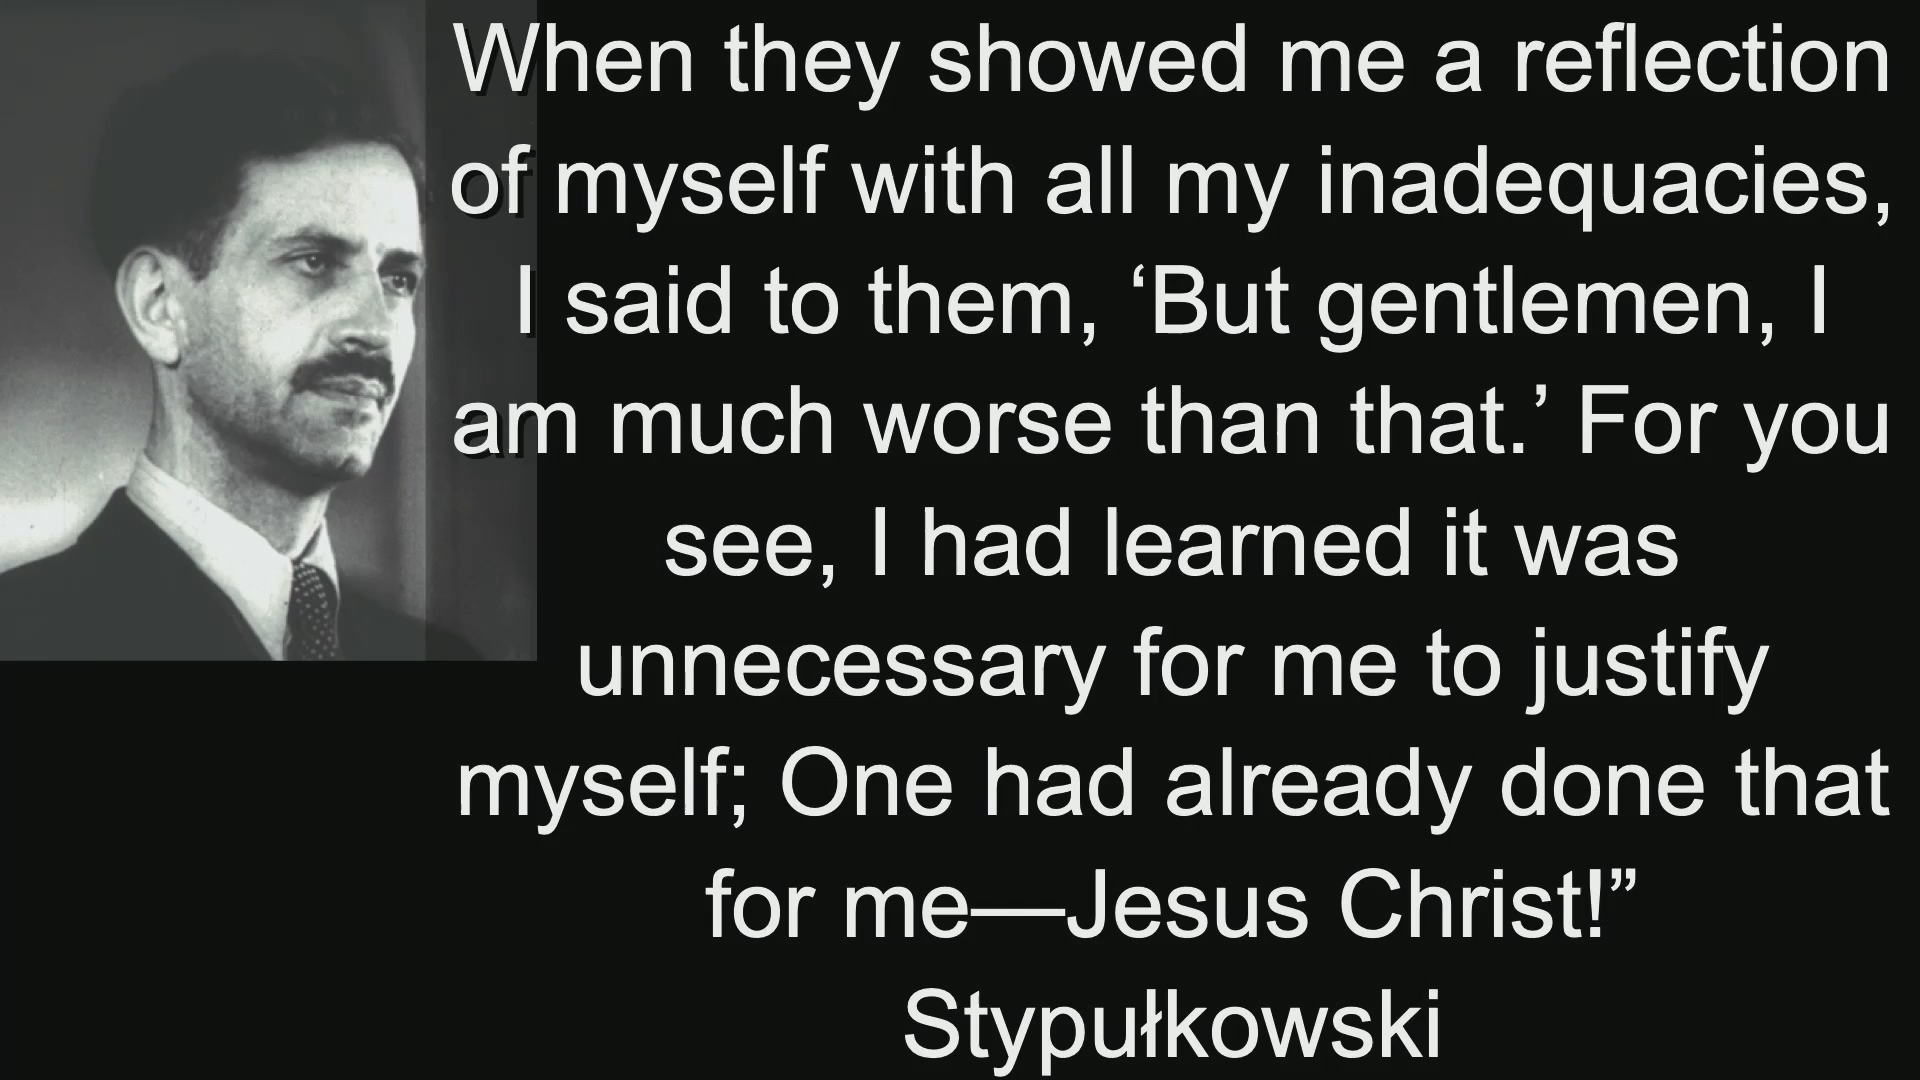 When they showed me a reflection
of myself with all my inadequacies,
I said to them, ‘But gentlemen, I
am much worse than that.’ For you
see, I had learned it was
unnecessary for me to justify
myself; One had already done that
for me—Jesus Christ!”
Stypułkowski